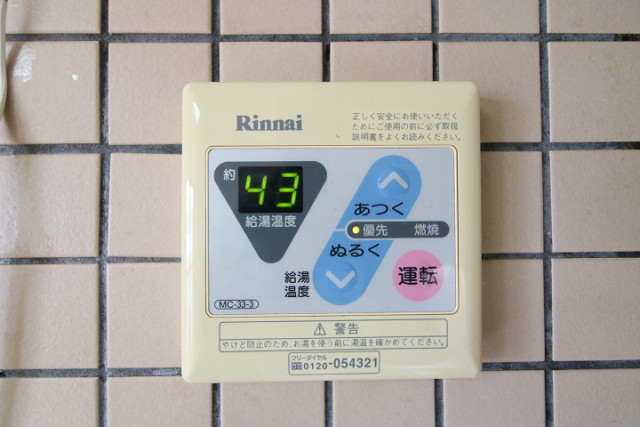 Rinnai
正しく安全にお使いいただく
ためにご使用の前に必ず取扱
説明書をよくお読みください。
約
43
給湯温度
あつく
優先 燃焼
ぬるく
給湯
温度
運転
MC-33-3
⚠ 警告
やけど防止のため、お湯を使う前に湯温を確かめてください。
フリーダイヤル
0120-054321